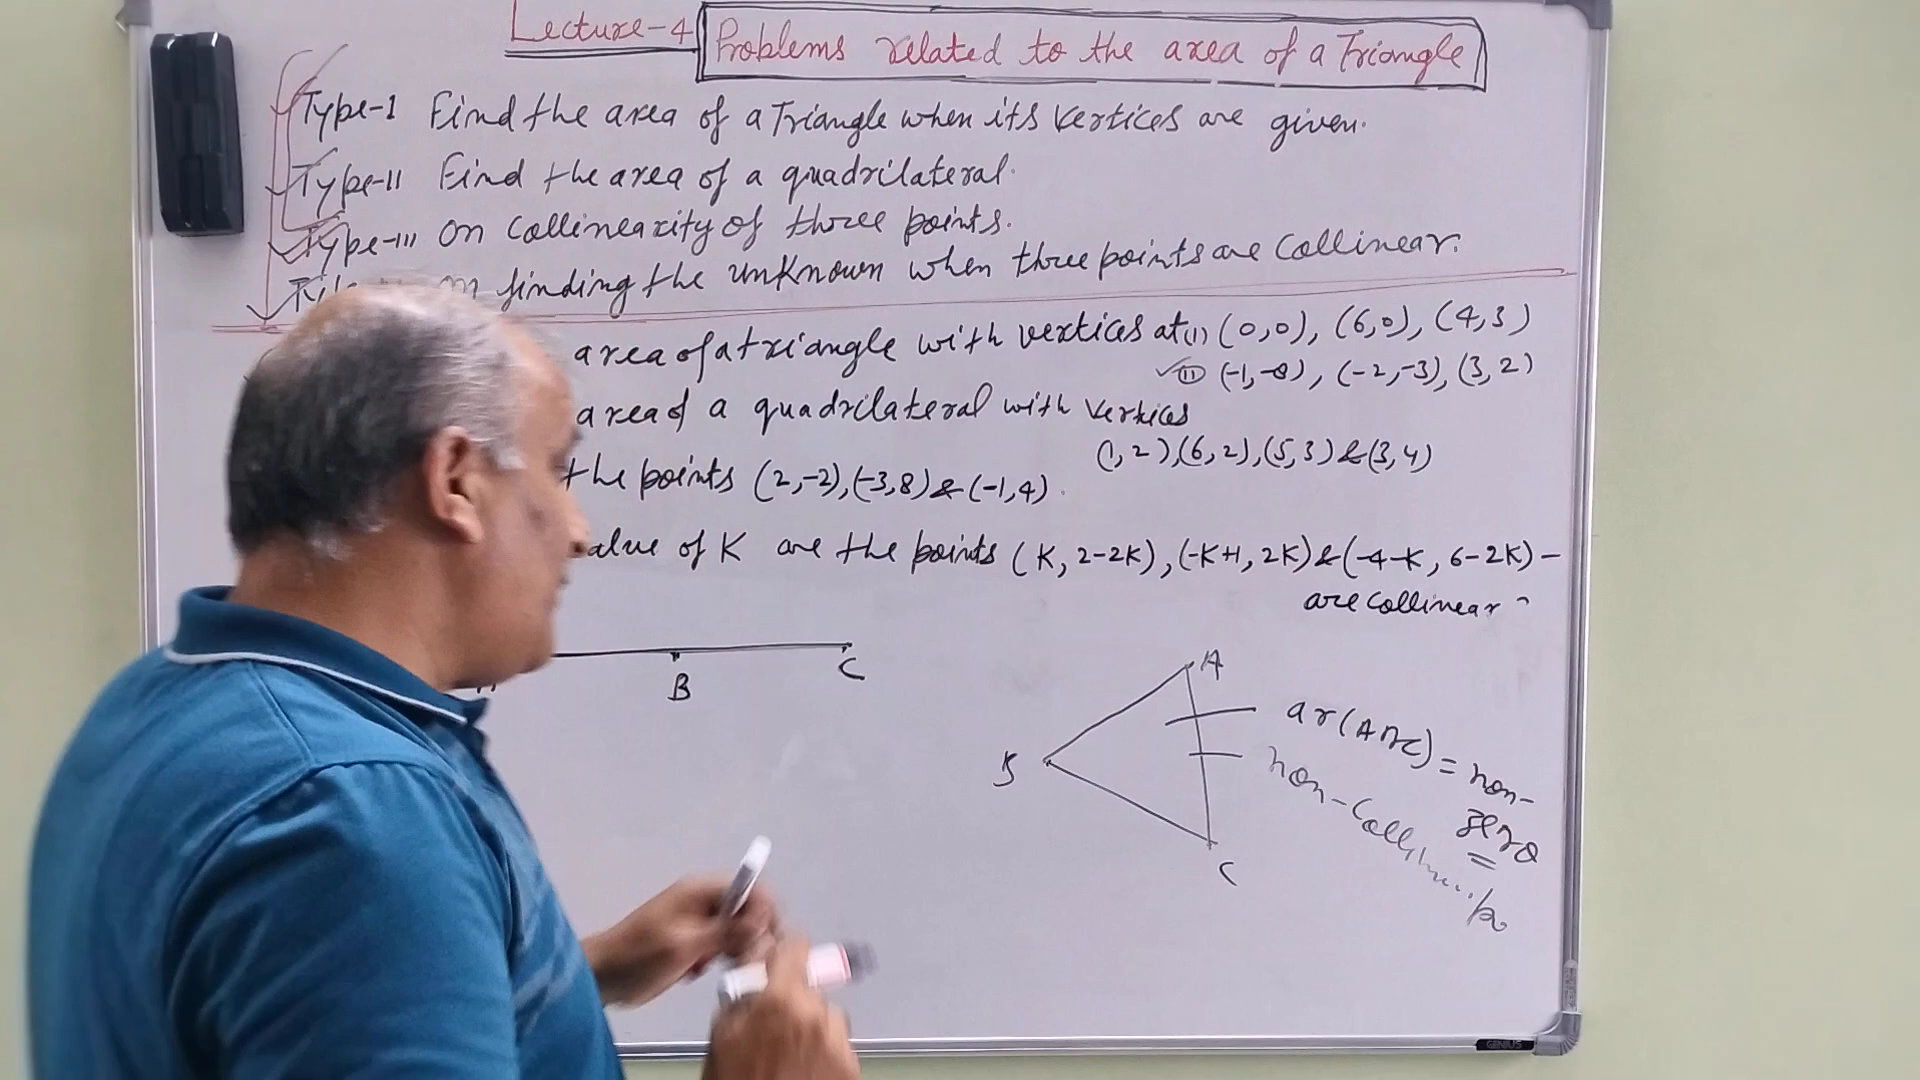 Lecture-4 Problems related to the area of a Triangle
Type-I Find the area of a Triangle when its vertices are given.
Type-II Find the area of a quadrilateral.
Type-III on Collinearity of three points.
on finding the unknown when three points are Collinear.
area of a triangle with vertices at (i) (0,0), (6,0), (4,3)
(ii) (-1,-8), (-2,-3), (3,2)
area of a quadrilateral with vertices
(1,2),(6,2),(5,3)&(3,4)
the points (2,-2),(-3,8)&(-1,4).
alue of K are the points (K, 2-2K),(-K+1, 2K)&(-4-K, 6-2K)-
are collinear
B
C
A
B
C
ar(ABC) = non-
zero
non-Coll
GENIUS